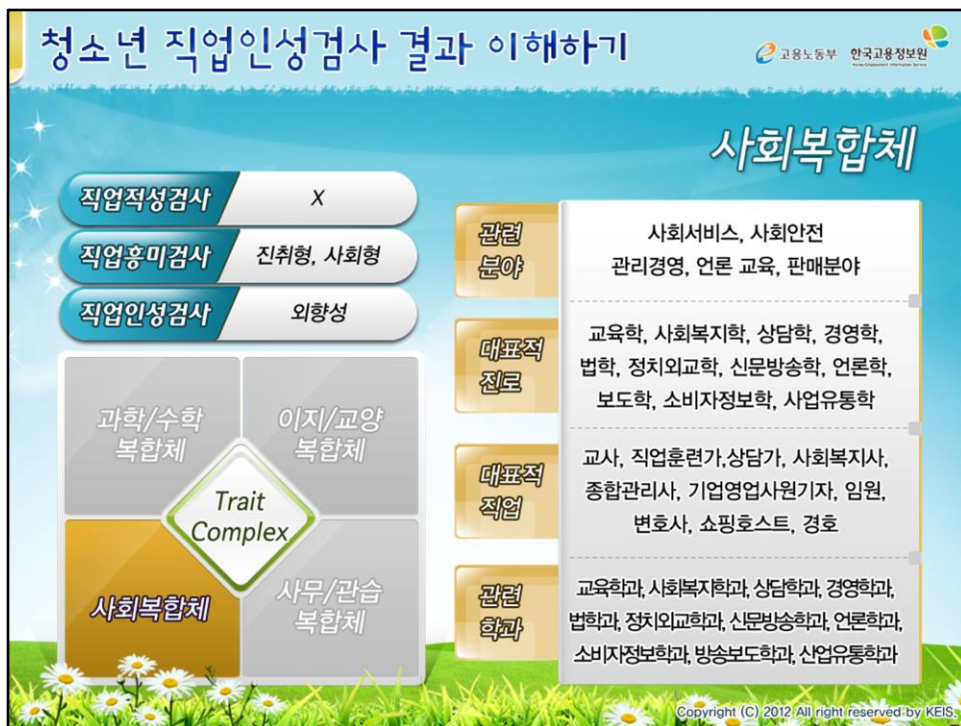 청소년 직업인성검사 결과 이해하기
고용노동부 한국고용정보원
Korea Employment Information Service
사회복합체
직업적성검사 X
직업흥미검사 진취형, 사회형
직업인성검사 외향성
과학/수학
복합체
이지/교양
복합체
Trait
Complex
사회복합체
사무/관습
복합체
관련
분야
사회서비스, 사회안전
관리경영, 언론 교육, 판매분야
대표적
진로
교육학, 사회복지학, 상담학, 경영학,
법학, 정치외교학, 신문방송학, 언론학,
보도학, 소비자정보학, 사업유통학
대표적
직업
교사, 직업훈련가,상담가, 사회복지사,
종합관리사, 기업영업사원기자, 임원,
변호사, 쇼핑호스트, 경호
관련
학과
교육학과, 사회복지학과, 상담학과, 경영학과,
법학과, 정치외교학과, 신문방송학과, 언론학과,
소비자정보학과, 방송보도학과, 산업유통학과
Copyright (C) 2012 All right reserved by KEIS.